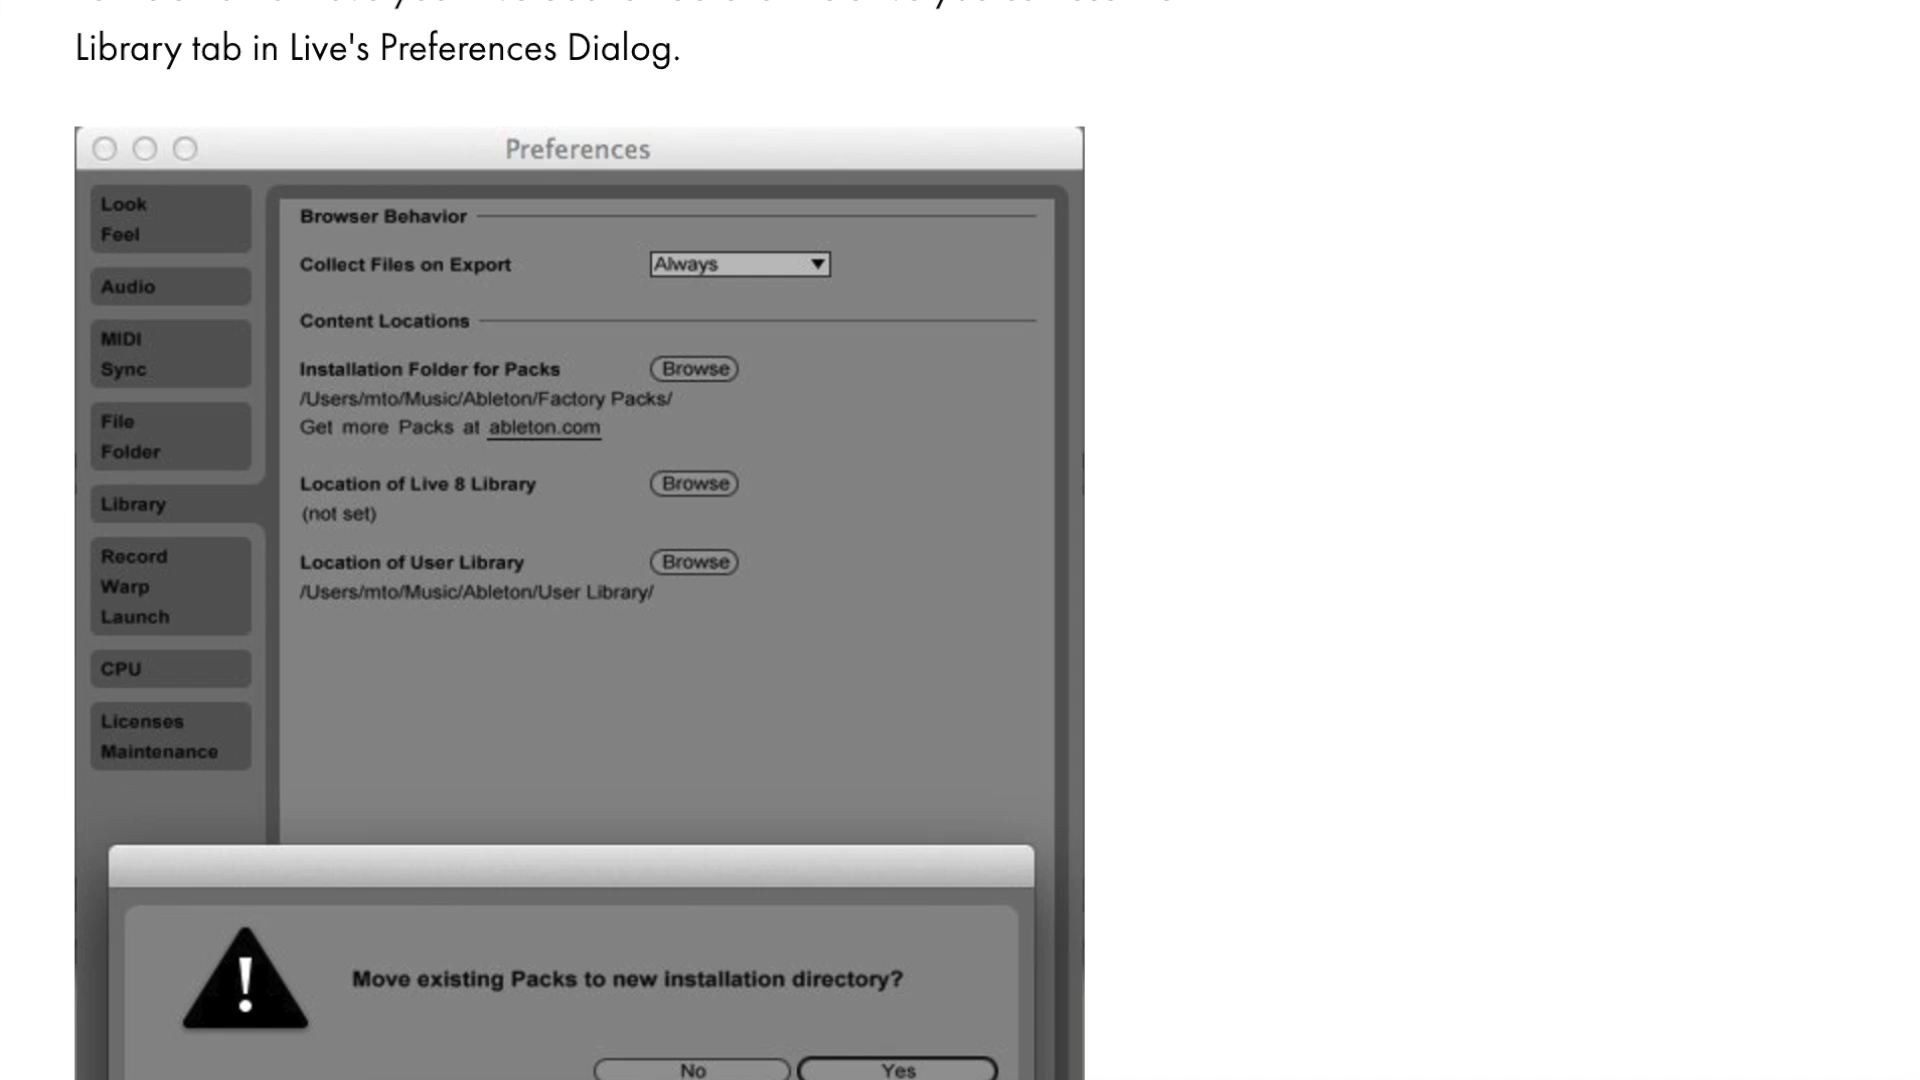 Library tab in Live's Preferences Dialog.
Preferences
Look
Feel
Audio
MIDI
Sync
File
Folder
Library
Record
Warp
Launch
CPU
Licenses
Maintenance
Browser Behavior
Collect Files on Export Always
Content Locations
Installation Folder for Packs Browse
/Users/mto/Music/Ableton/Factory Packs/
Get more Packs at ableton.com
Location of Live 8 Library Browse
(not set)
Location of User Library Browse
/Users/mto/Music/Ableton/User Library/
!
Move existing Packs to new installation directory?
No Yes